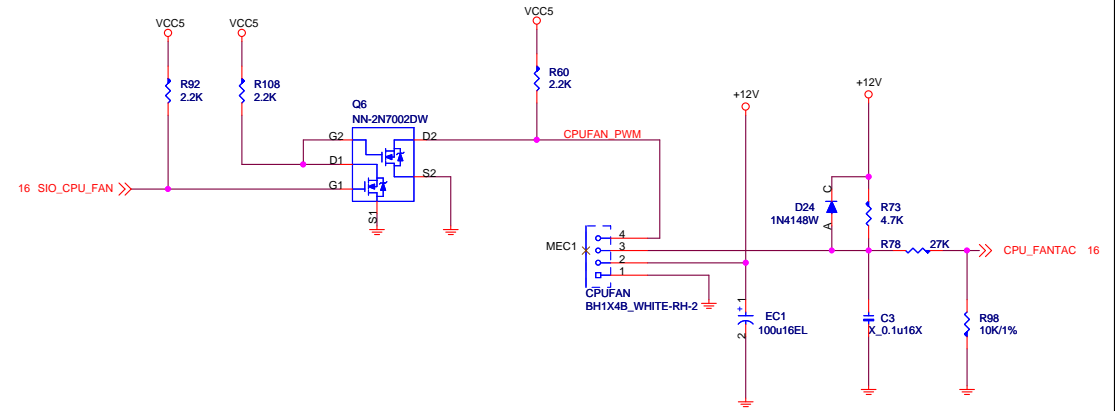 VCC5
VCC5
VCC5
R92
2.2K
R108
2.2K
R60
2.2K
+12V
+12V
Q6
NN-2N7002DW
G2
D2
D1
S2
G1
S1
CPUFAN_PWM
16 SIO_CPU_FAN
D24
1N4148W
C
A
R73
4.7K
MEC1
4
3
2
1
CPUFAN
BH1X4B_WHITE-RH-2
R78
27K
CPU_FANTAC 16
+
1
2
EC1
100u16EL
C3
X_0.1u16X
R98
10K/1%